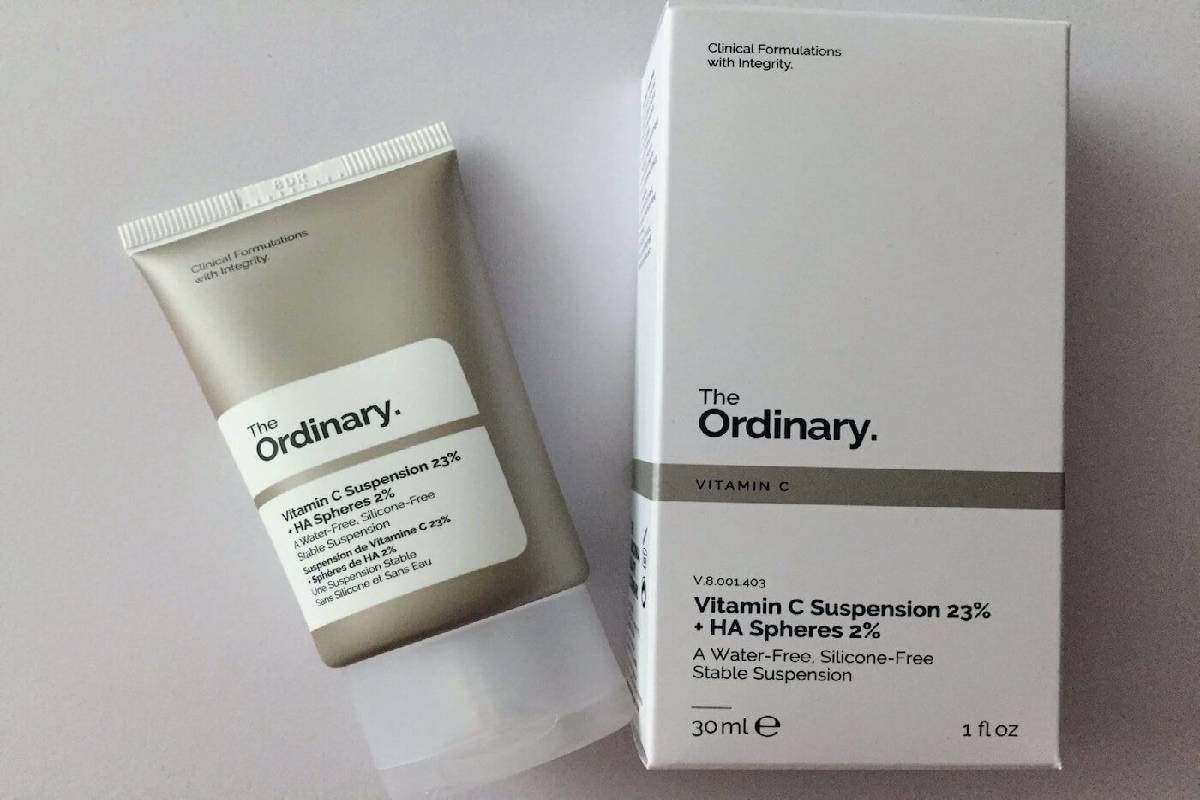 Clinical Formulations
with Integrity.
The
Ordinary.
Vitamin C Suspension 23%
+ HA Spheres 2%
A Water-Free, Silicone-Free
Stable Suspension
Suspension de Vitamine C 23%
+ Sphères de HA 2%
Une Suspension Stable
Sans Silicone et Sans Eau
Clinical Formulations
with Integrity.
The
Ordinary.
VITAMIN C
V.8.001.403
Vitamin C Suspension 23%
+ HA Spheres 2%
A Water-Free, Silicone-Free
Stable Suspension
30 ml ℮
1 fl oz